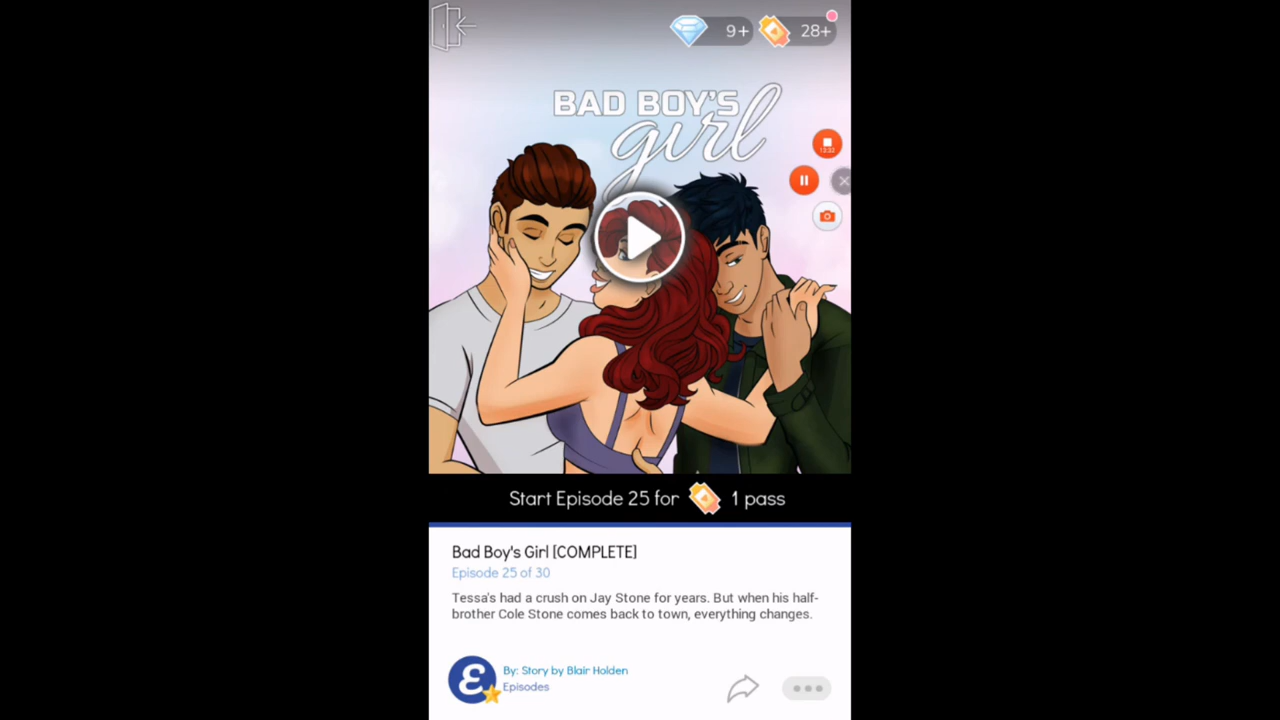 9+ 28+
BAD BOY'S
girl
Start Episode 25 for 1 pass
Bad Boy's Girl [COMPLETE]
Episode 25 of 30
Tessa's had a crush on Jay Stone for years. But when his half-
brother Cole Stone comes back to town, everything changes.
By: Story by Blair Holden
Episodes